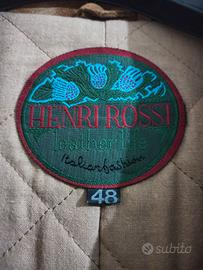 HENRI ROSSI
leather life
Italian fashion
48
subito